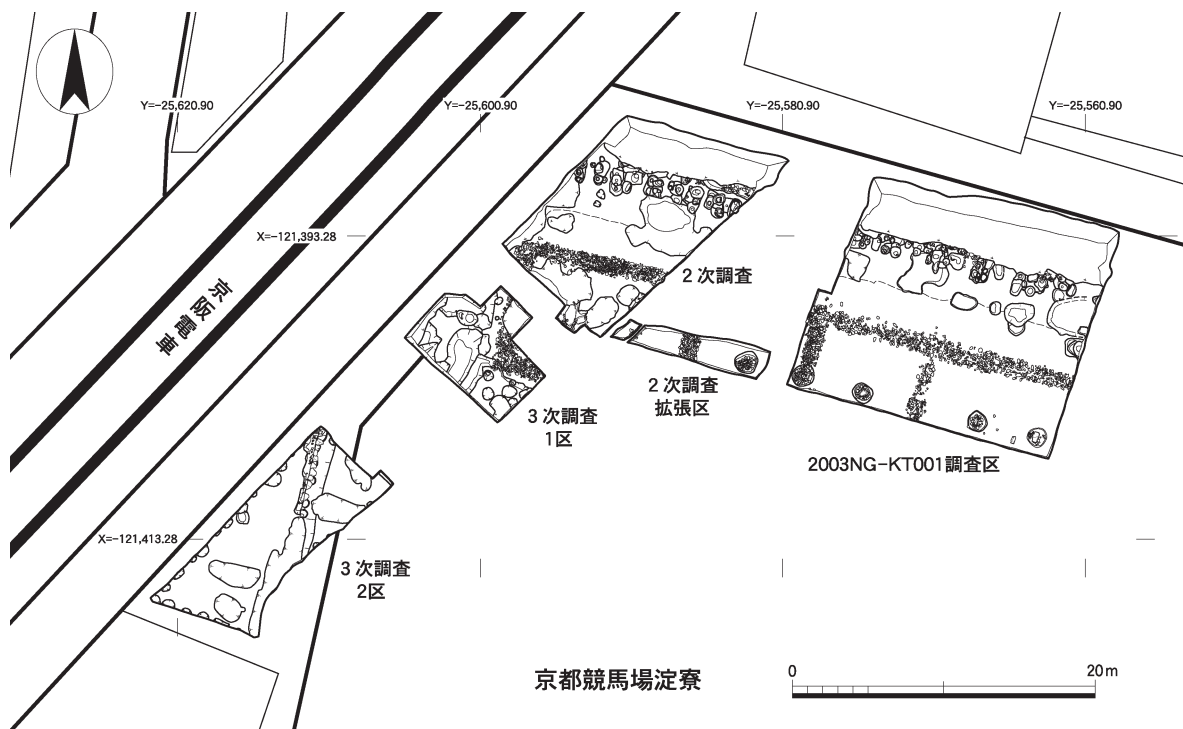 Y=−25,620.90
Y=−25,600.90
Y=−25,580.90
Y=−25,560.90
X=−121,393.28
京阪電車
2次調査
2次調査
拡張区
3次調査
1区
2003NG−KT001調査区
X=−121,413.28
3次調査
2区
京都競馬場淀寮
0
20m